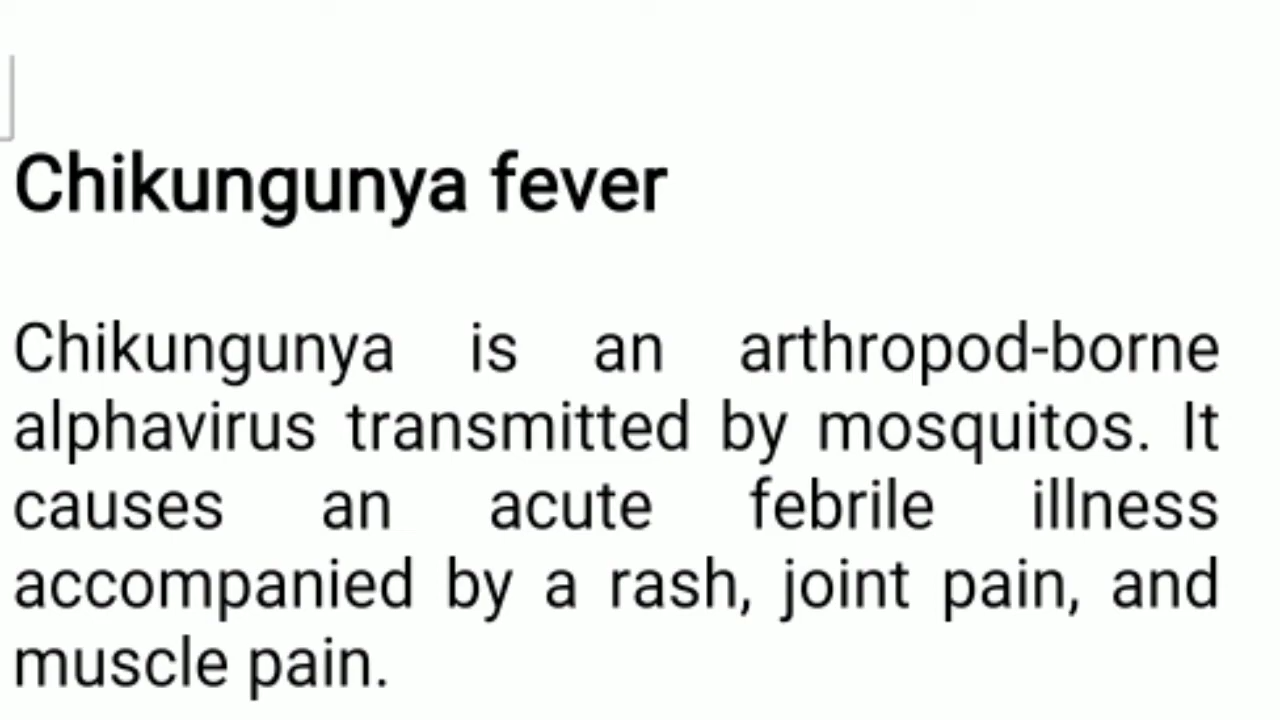 Chikungunya fever
Chikungunya is an arthropod-borne
alphavirus transmitted by mosquitos. It
causes an acute febrile illness
accompanied by a rash, joint pain, and
muscle pain.